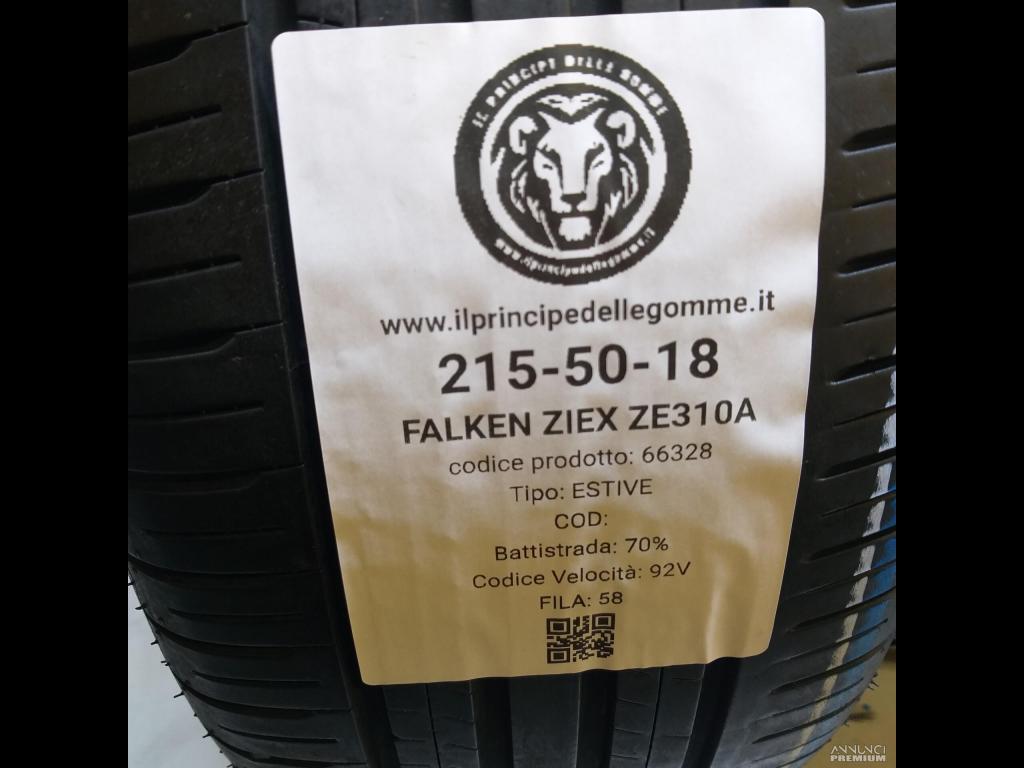 IL PRINCIPE DELLE GOMME
www.ilprincipedellegomme.it
www.ilprincipedellegomme.it
215-50-18
FALKEN ZIEX ZE310A
codice prodotto: 66328
Tipo: ESTIVE
COD:
Battistrada: 70%
Codice Velocità: 92V
FILA: 58
ANNUNCI
PREMIUM